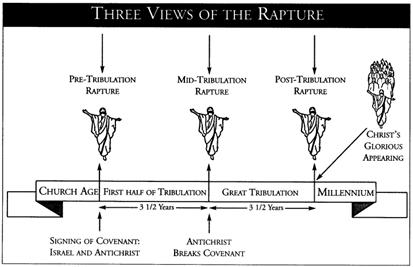 THREE VIEWS OF THE RAPTURE
PRE-TRIBULATION
RAPTURE
MID-TRIBULATION
RAPTURE
POST-TRIBULATION
RAPTURE
CHRIST'S
GLORIOUS
APPEARING
CHURCH AGE
FIRST HALF OF TRIBULATION
GREAT TRIBULATION
MILLENNIUM
3 1/2 YEARS
3 1/2 YEARS
SIGNING OF COVENANT:
ISRAEL AND ANTICHRIST
ANTICHRIST
BREAKS COVENANT